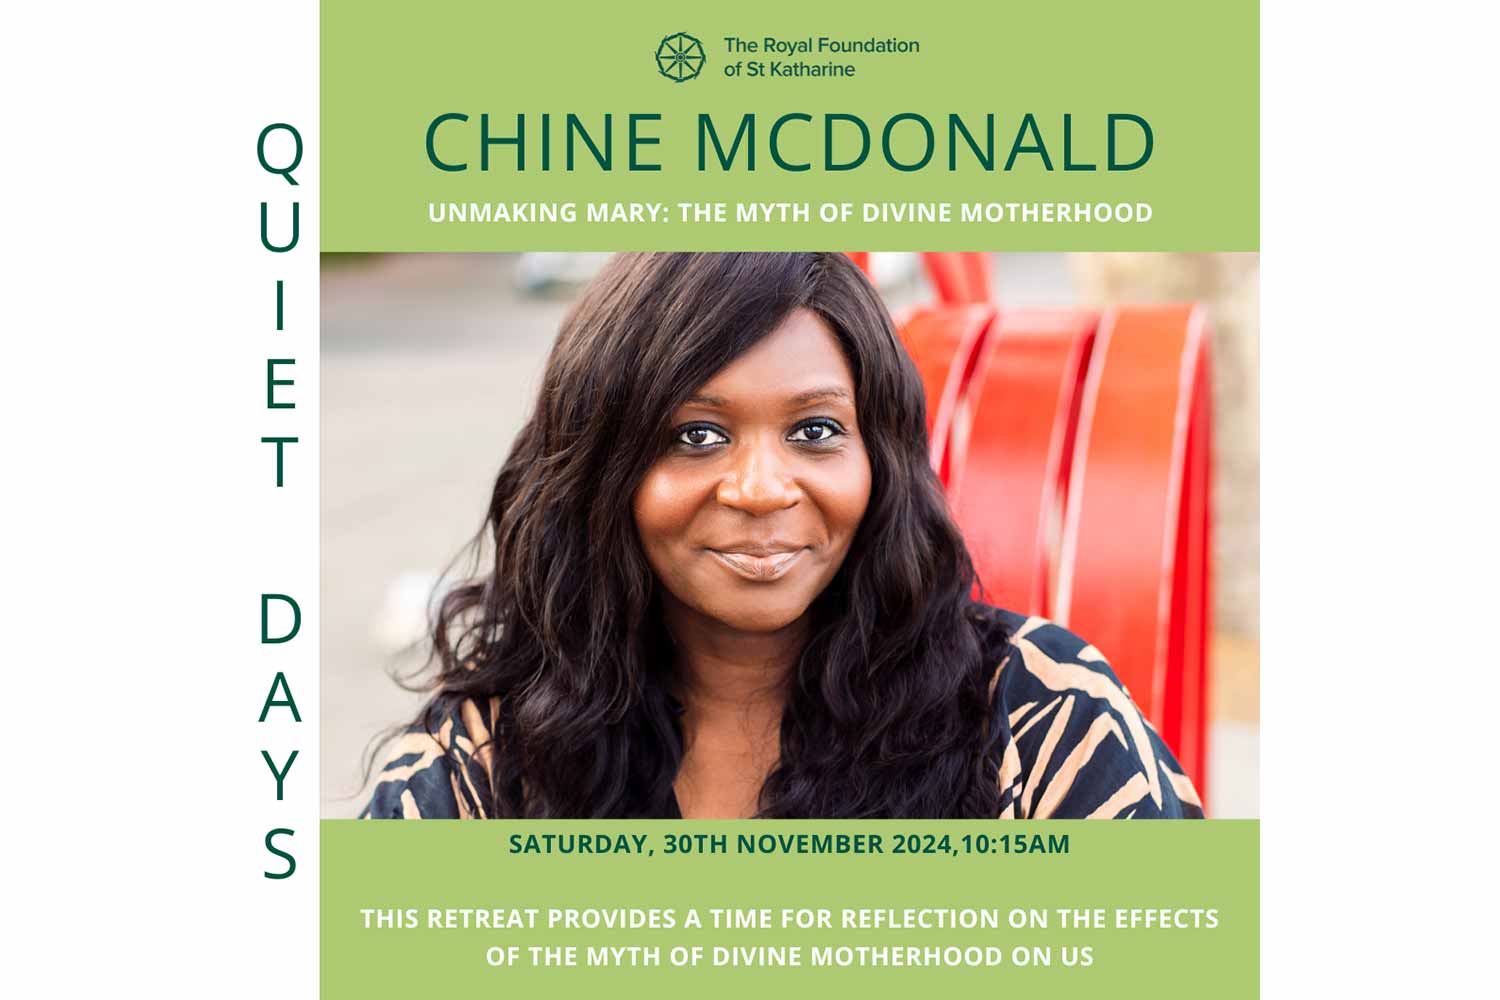 QUIET DAYS
The Royal Foundation
of St Katharine
CHINE MCDONALD
UNMAKING MARY: THE MYTH OF DIVINE MOTHERHOOD
SATURDAY, 30TH NOVEMBER 2024,10:15AM
THIS RETREAT PROVIDES A TIME FOR REFLECTION ON THE EFFECTS
OF THE MYTH OF DIVINE MOTHERHOOD ON US